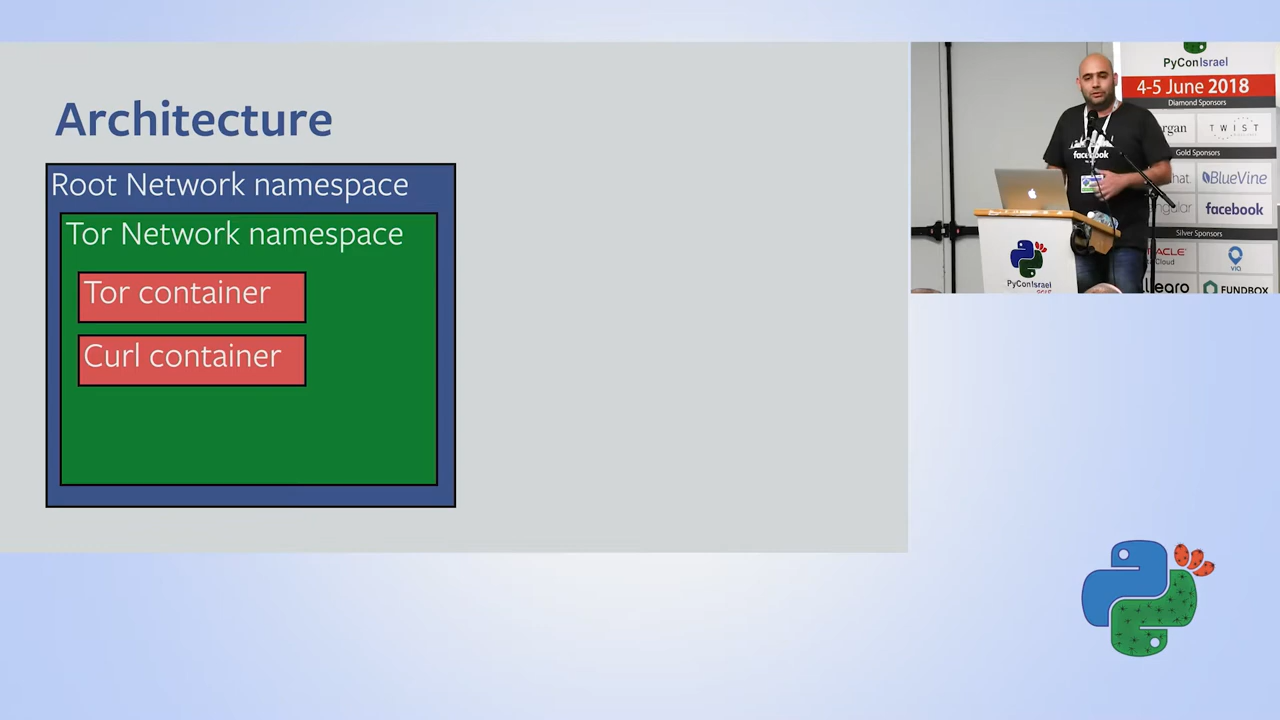 Architecture
Root Network namespace
Tor Network namespace
Tor container
Curl container
PyConIsrael
4-5 June 2018
Diamond Sponsors
TWIST
Gold Sponsors
BlueVine
facebook
Silver Sponsors
via
FUNDBOX
facebook
PyConIsrael